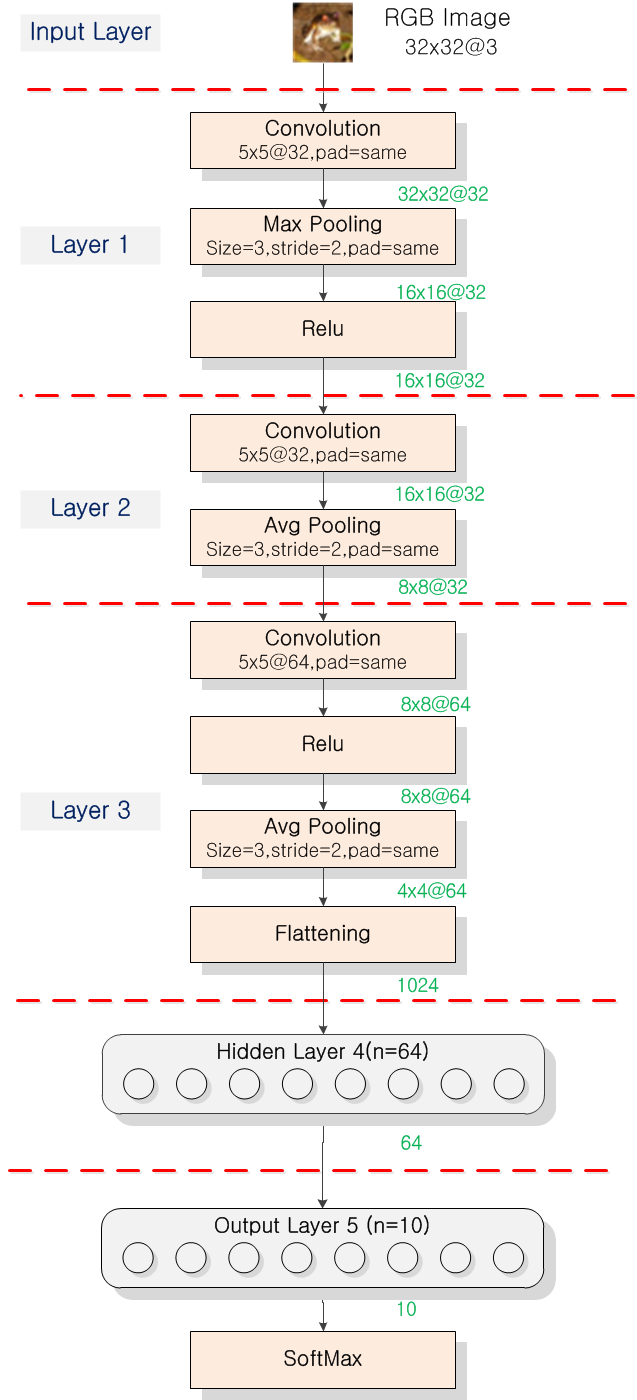 Input Layer
RGB Image
32x32@3
Convolution
5x5@32,pad=same
32x32@32
Layer 1
Max Pooling
Size=3,stride=2,pad=same
16x16@32
Relu
16x16@32
Convolution
5x5@32,pad=same
16x16@32
Layer 2
Avg Pooling
Size=3,stride=2,pad=same
8x8@32
Convolution
5x5@64,pad=same
8x8@64
Relu
8x8@64
Layer 3
Avg Pooling
Size=3,stride=2,pad=same
4x4@64
Flattening
1024
Hidden Layer 4(n=64)
64
Output Layer 5 (n=10)
10
SoftMax